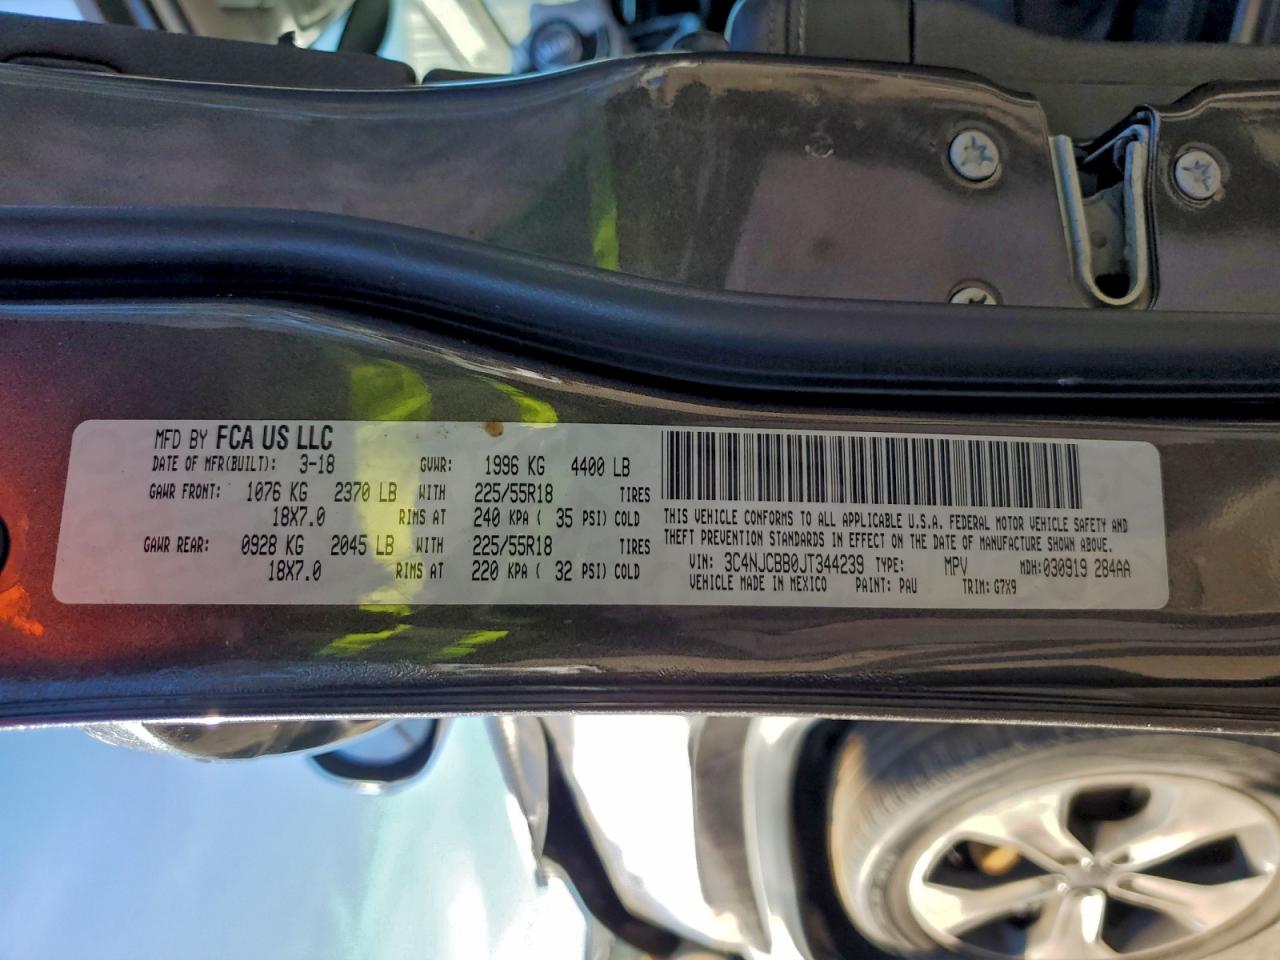 MFD BY FCA US LLC
DATE OF MFR(BUILT): 3-18 GVWR: 1996 KG 4400 LB
GAWR FRONT: 1076 KG 2370 LB WITH 225/55R18 TIRES
18X7.0 RIMS AT 240 KPA ( 35 PSI) COLD
GAWR REAR: 0928 KG 2045 LB WITH 225/55R18 TIRES
18X7.0 RIMS AT 220 KPA ( 32 PSI) COLD
THIS VEHICLE CONFORMS TO ALL APPLICABLE U.S.A. FEDERAL MOTOR VEHICLE SAFETY AND
THEFT PREVENTION STANDARDS IN EFFECT ON THE DATE OF MANUFACTURE SHOWN ABOVE.
VIN: 3C4NJCBB0JT344239 TYPE: MPV MDH:030919 284AA
VEHICLE MADE IN MEXICO PAINT: PAU TRIM: G7X9